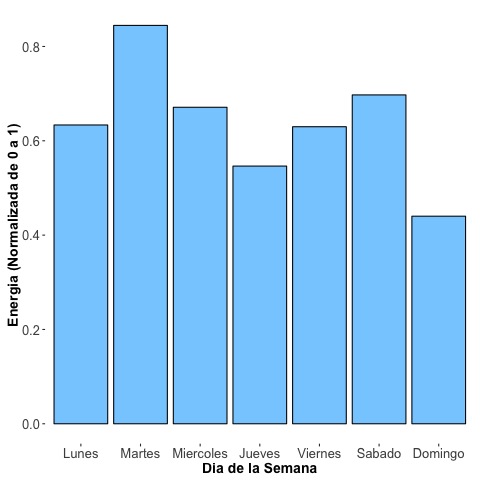 Energia (Normalizada de 0 a 1)
0.8
0.6
0.4
0.2
0.0
Lunes Martes Miercoles Jueves Viernes Sabado Domingo
Dia de la Semana